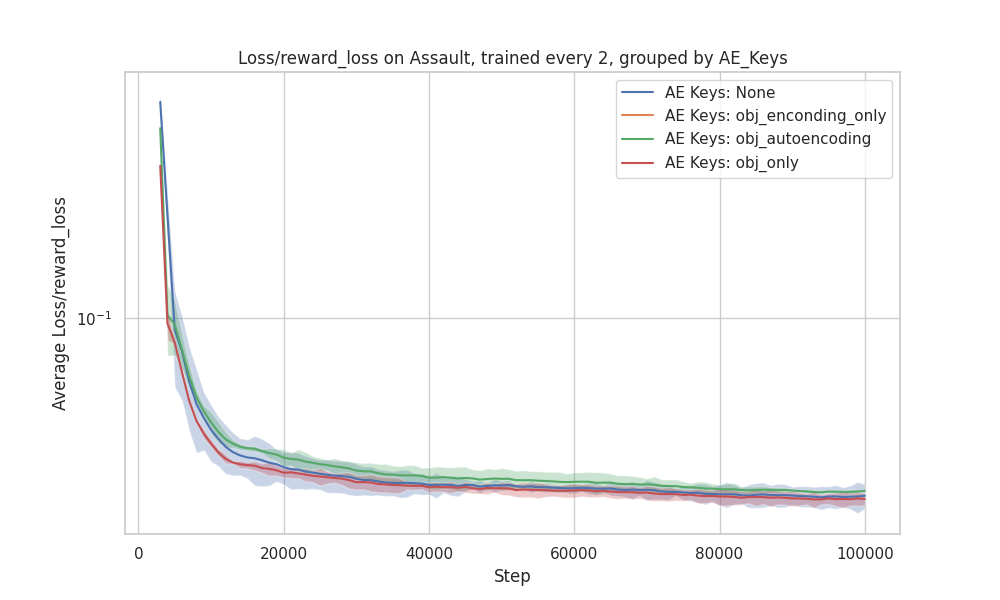 Loss/reward_loss on Assault, trained every 2, grouped by AE_Keys
AE Keys: None
AE Keys: obj_enconding_only
AE Keys: obj_autoencoding
AE Keys: obj_only
Average Loss/reward_loss
10⁻¹
0 20000 40000 60000 80000 100000
Step